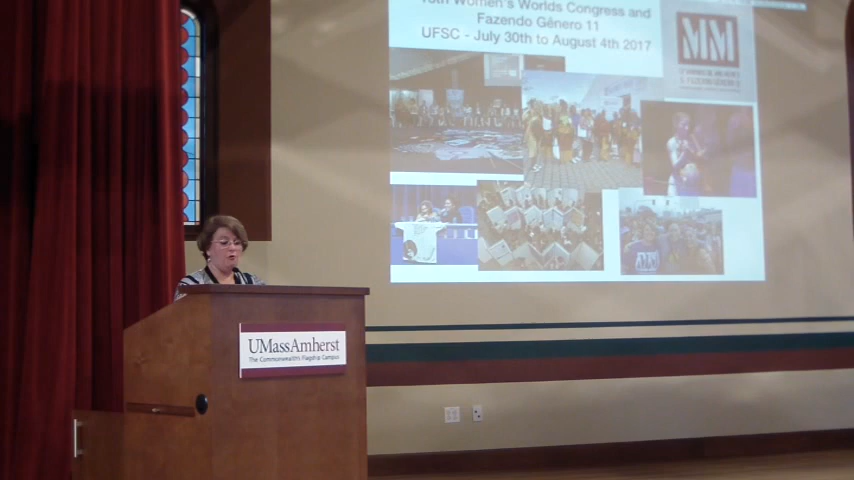 Women's Worlds Congress and
Fazendo Gênero 11
UFSC - July 30th to August 4th 2017
MM
UMassAmherst
The Commonwealth's Flagship Campus
MM